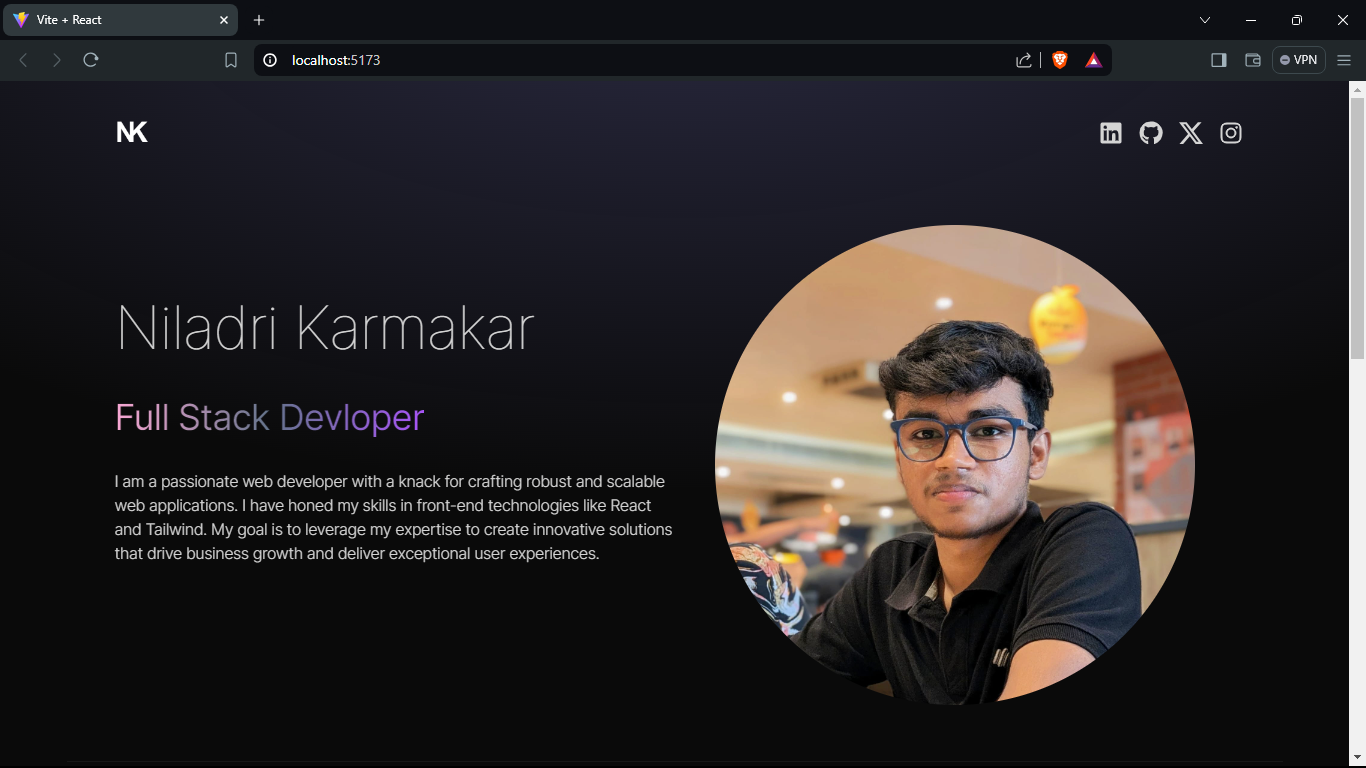 Vite + React
localhost:5173
VPN
NK
Niladri Karmakar
Full Stack Devloper
I am a passionate web developer with a knack for crafting robust and scalable
web applications. I have honed my skills in front-end technologies like React
and Tailwind. My goal is to leverage my expertise to create innovative solutions
that drive business growth and deliver exceptional user experiences.